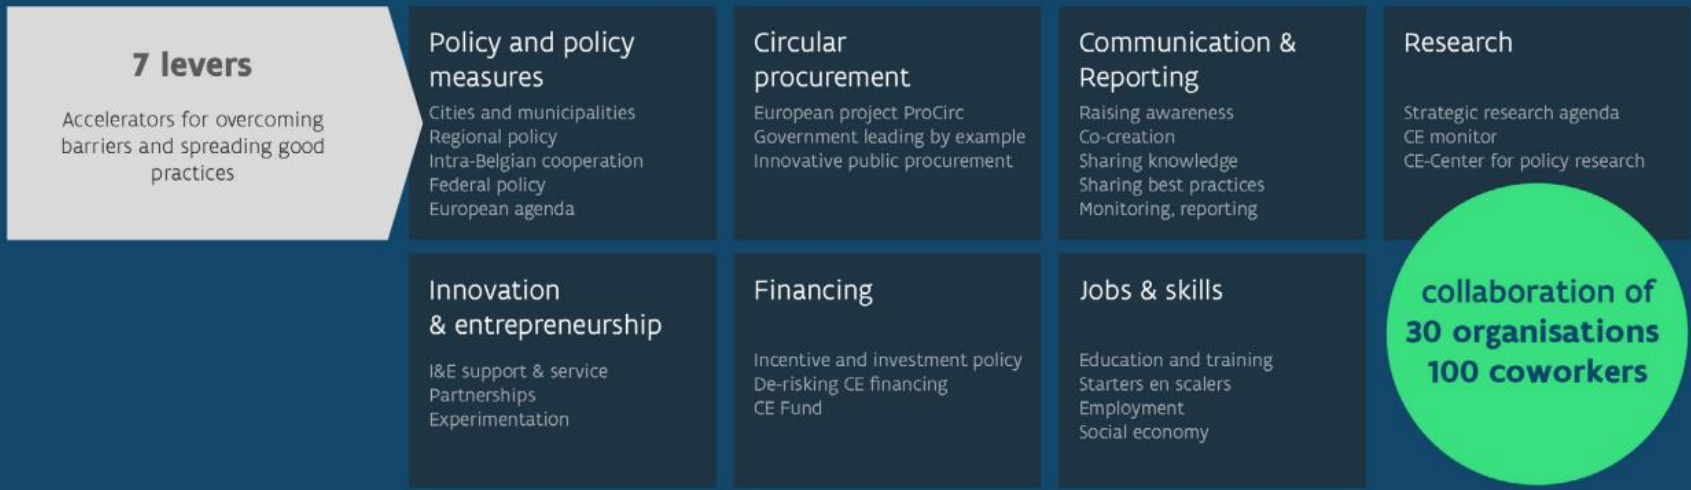 7 levers
Accelerators for overcoming
barriers and spreading good
practices
Policy and policy
measures
Cities and municipalities
Regional policy
Intra-Belgian cooperation
Federal policy
European agenda
Circular
procurement
European project ProCirc
Government leading by example
Innovative public procurement
Communication &
Reporting
Raising awareness
Co-creation
Sharing knowledge
Sharing best practices
Monitoring, reporting
Research
Strategic research agenda
CE monitor
CE-Center for policy research
Innovation
& entrepreneurship
I&E support & service
Partnerships
Experimentation
Financing
Incentive and investment policy
De-risking CE financing
CE Fund
Jobs & skills
Education and training
Starters en scalers
Employment
Social economy
collaboration of
30 organisations
100 coworkers